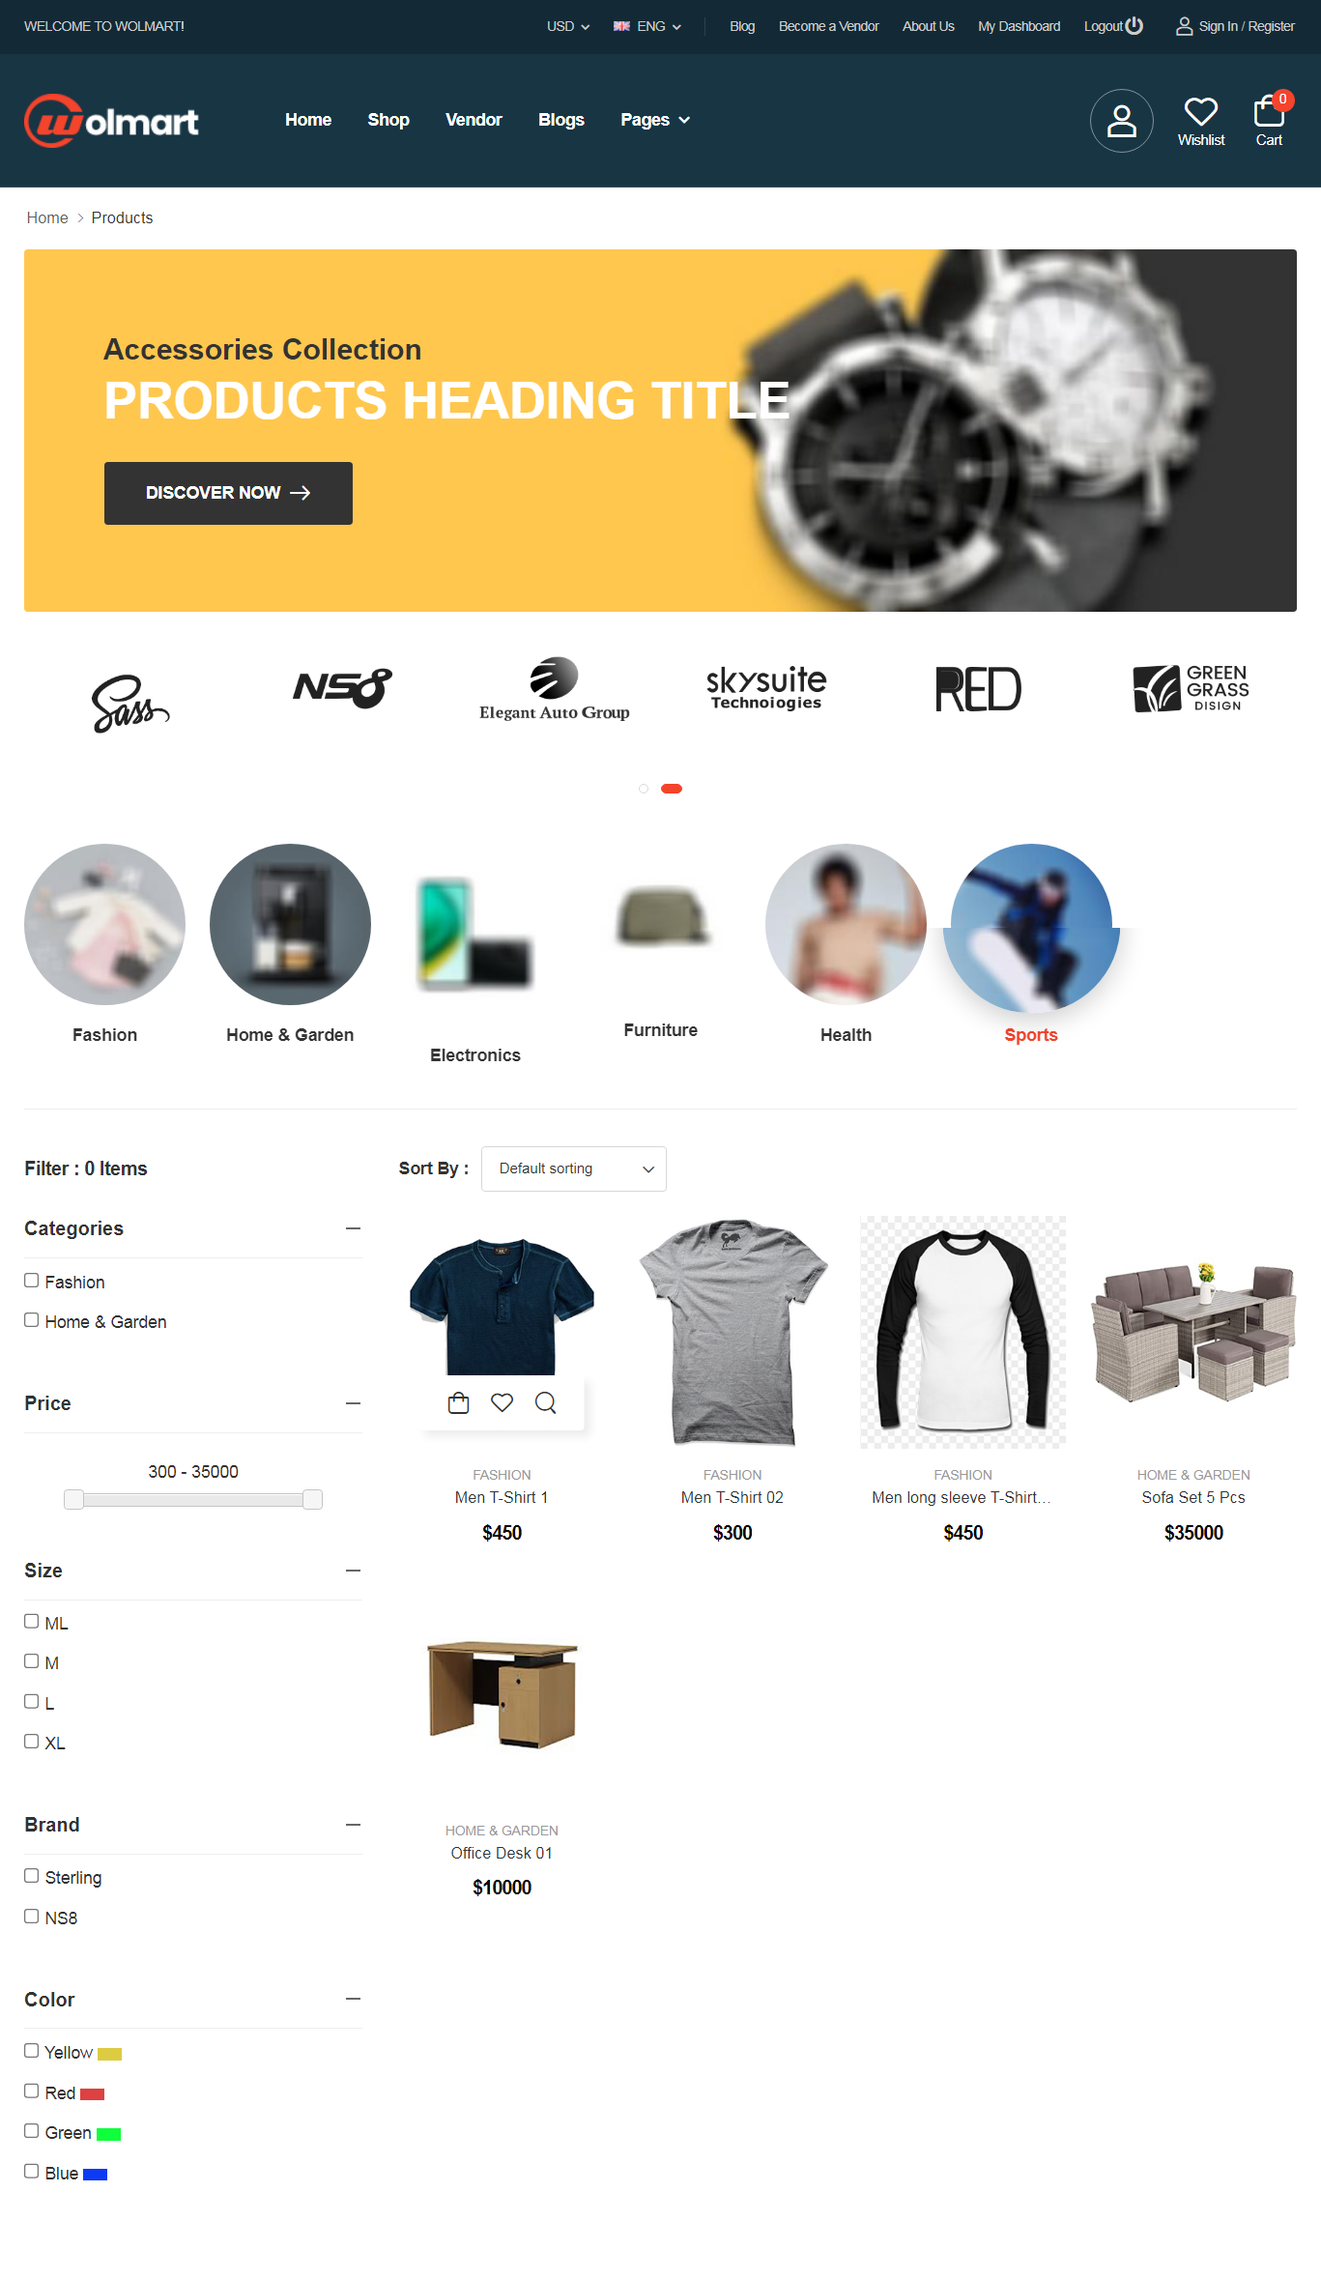 WELCOME TO WOLMART!
USD
ENG
Blog
Become a Vendor
About Us
My Dashboard
Logout
Sign In / Register
Wolmart
Home
Shop
Vendor
Blogs
Pages
Wishlist
0
Cart
Home
Products
Accessories Collection
PRODUCTS HEADING TITLE
DISCOVER NOW
Sass
NS8
Elegant Auto Group
skysuite
Technoiogies
RED
GREEN
GRASS
DISIGN
Fashion
Home & Garden
Electronics
Furniture
Health
Sports
Filter : 0 Items
Sort By :
Default sorting
Categories
Fashion
Home & Garden
Price
300 - 35000
Size
ML
M
L
XL
Brand
Sterling
NS8
Color
Yellow
Red
Green
Blue
FASHION
Men T-Shirt 1
$450
FASHION
Men T-Shirt 02
$300
FASHION
Men long sleeve T-Shirt...
$450
HOME & GARDEN
Sofa Set 5 Pcs
$35000
HOME & GARDEN
Office Desk 01
$10000